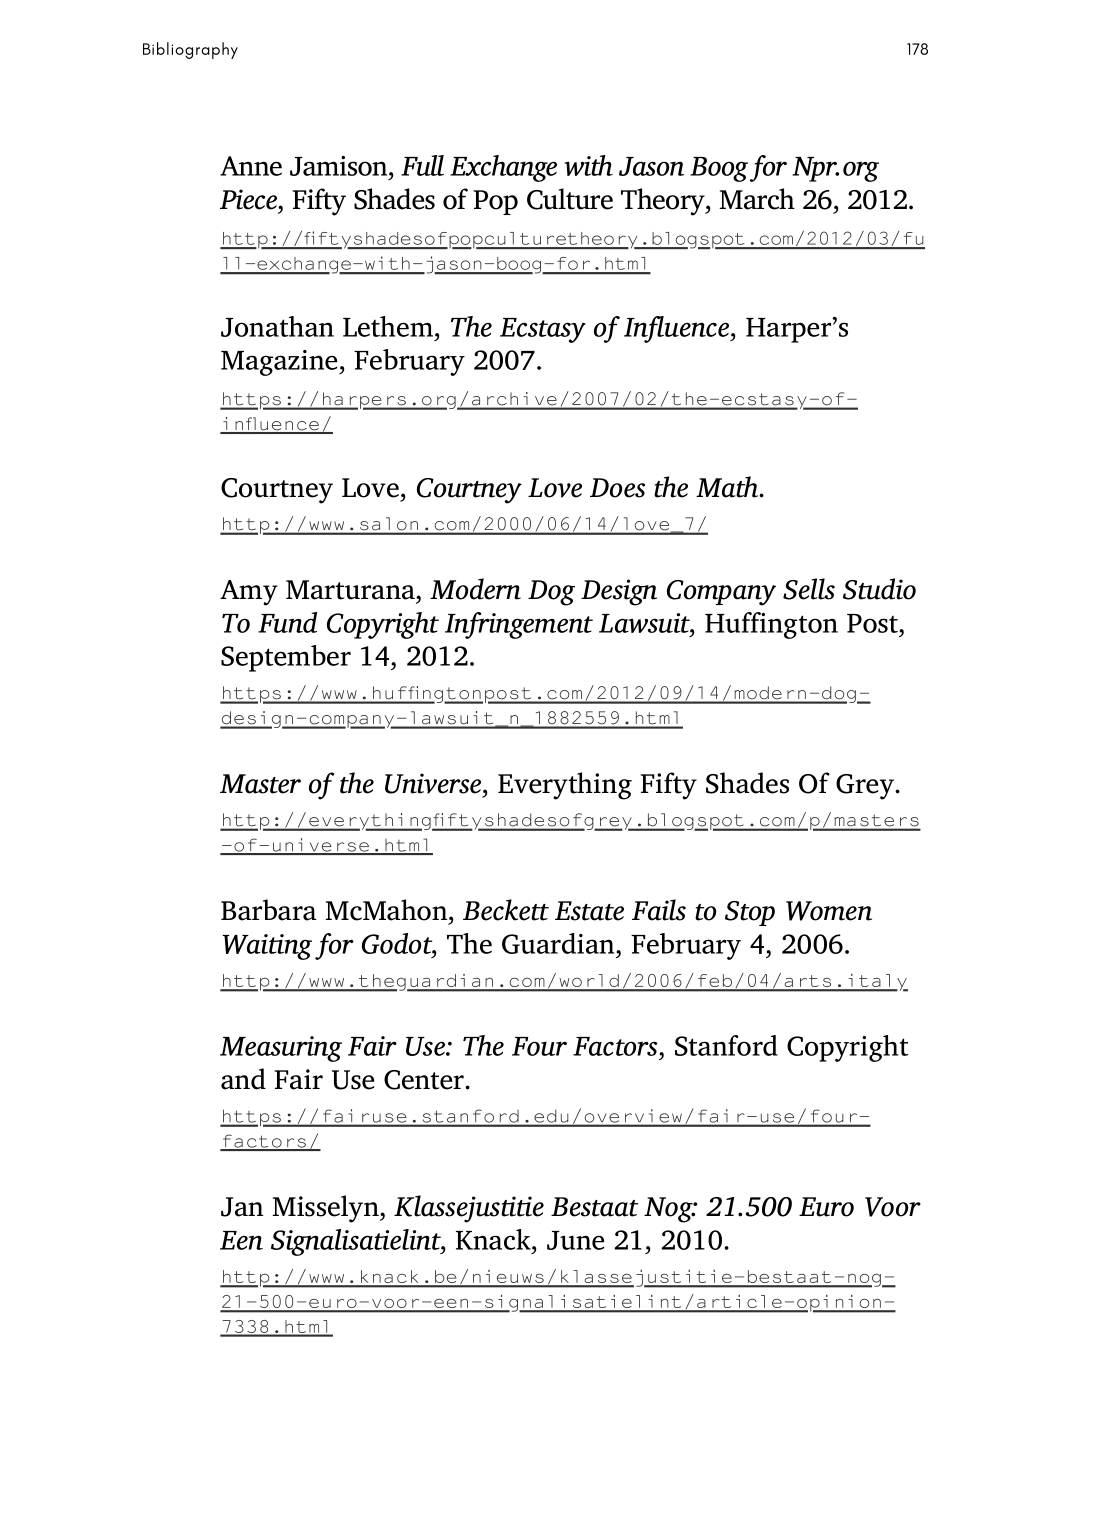 Bibliography 178
Anne Jamison, Full Exchange with Jason Boog for Npr.org
Piece, Fifty Shades of Pop Culture Theory, March 26, 2012.
http://fiftyshadesofpopculturetheory.blogspot.com/2012/03/fu
ll-exchange-with-jason-boog-for.html
Jonathan Lethem, The Ecstasy of Influence, Harper’s
Magazine, February 2007.
https://harpers.org/archive/2007/02/the-ecstasy-of-
influence/
Courtney Love, Courtney Love Does the Math.
http://www.salon.com/2000/06/14/love_7/
Amy Marturana, Modern Dog Design Company Sells Studio
To Fund Copyright Infringement Lawsuit, Huffington Post,
September 14, 2012.
https://www.huffingtonpost.com/2012/09/14/modern-dog-
design-company-lawsuit_n_1882559.html
Master of the Universe, Everything Fifty Shades Of Grey.
http://everythingfiftyshadesofgrey.blogspot.com/p/masters
-of-universe.html
Barbara McMahon, Beckett Estate Fails to Stop Women
Waiting for Godot, The Guardian, February 4, 2006.
http://www.theguardian.com/world/2006/feb/04/arts.italy
Measuring Fair Use: The Four Factors, Stanford Copyright
and Fair Use Center.
https://fairuse.stanford.edu/overview/fair-use/four-
factors/
Jan Misselyn, Klassejustitie Bestaat Nog: 21.500 Euro Voor
Een Signalisatielint, Knack, June 21, 2010.
http://www.knack.be/nieuws/klassejustitie-bestaat-nog-
21-500-euro-voor-een-signalisatielint/article-opinion-
7338.html